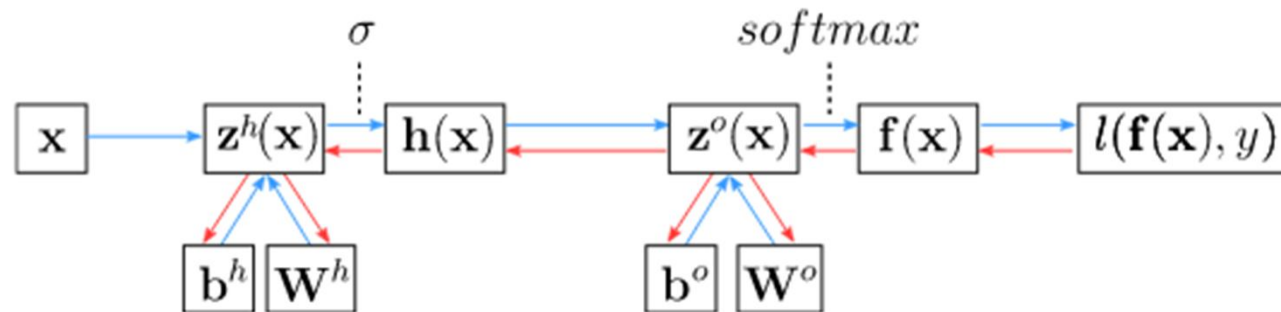 σ softmax
x z^h(x) h(x) z^o(x) f(x) l(f(x), y)
b^h W^h b^o W^o